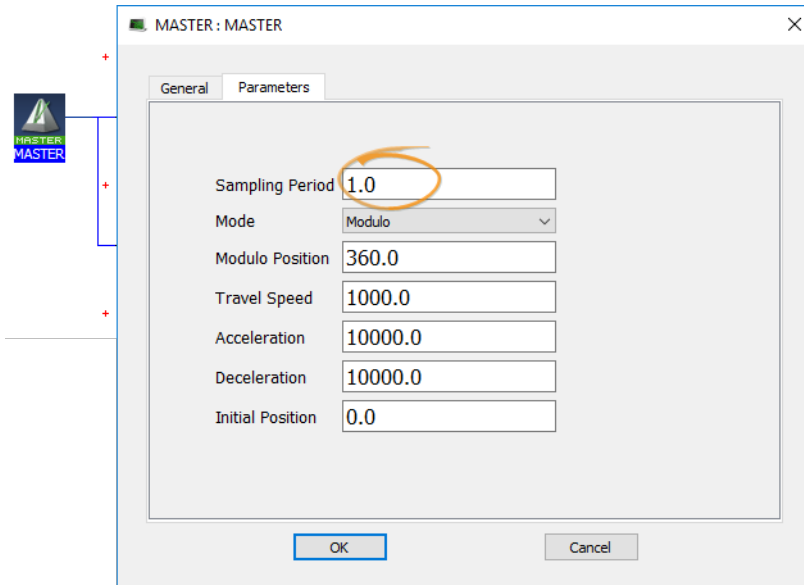 MASTER : MASTER
General
Parameters
MASTER
MASTER
Sampling Period 1.0
Mode Modulo
Modulo Position 360.0
Travel Speed 1000.0
Acceleration 10000.0
Deceleration 10000.0
Initial Position 0.0
OK
Cancel